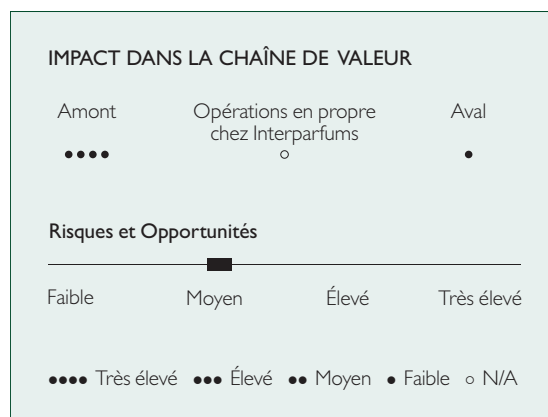 IMPACT DANS LA CHAÎNE DE VALEUR
Amont Opérations en propre Aval
chez Interparfums
●●●● ○ ●
Risques et Opportunités
Faible Moyen Élevé Très élevé
●●●● Très élevé ●●● Élevé ●● Moyen ● Faible ○ N/A